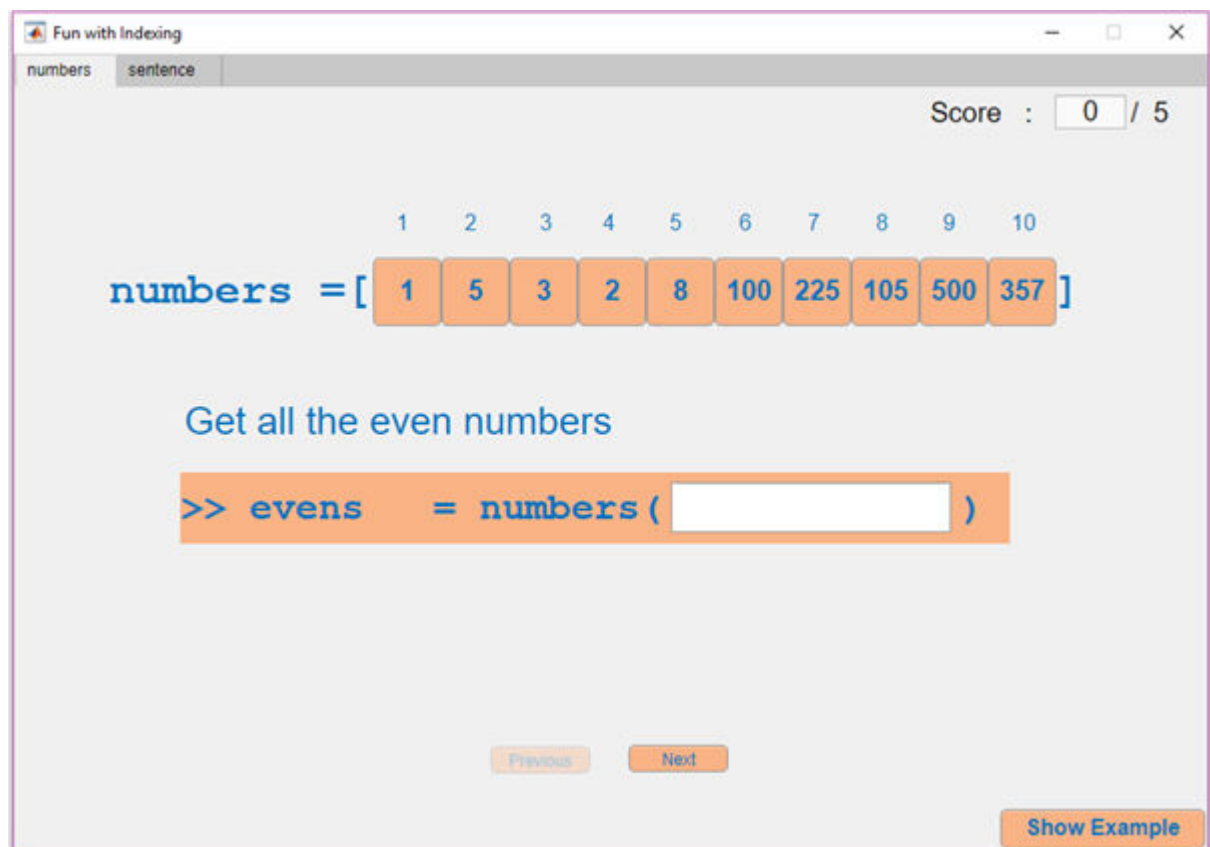 Fun with Indexing
numbers sentence
Score : 0 / 5
1 2 3 4 5 6 7 8 9 10
numbers =[ 1 5 3 2 8 100 225 105 500 357 ]
Get all the even numbers
>> evens = numbers( )
Previous Next
Show Example